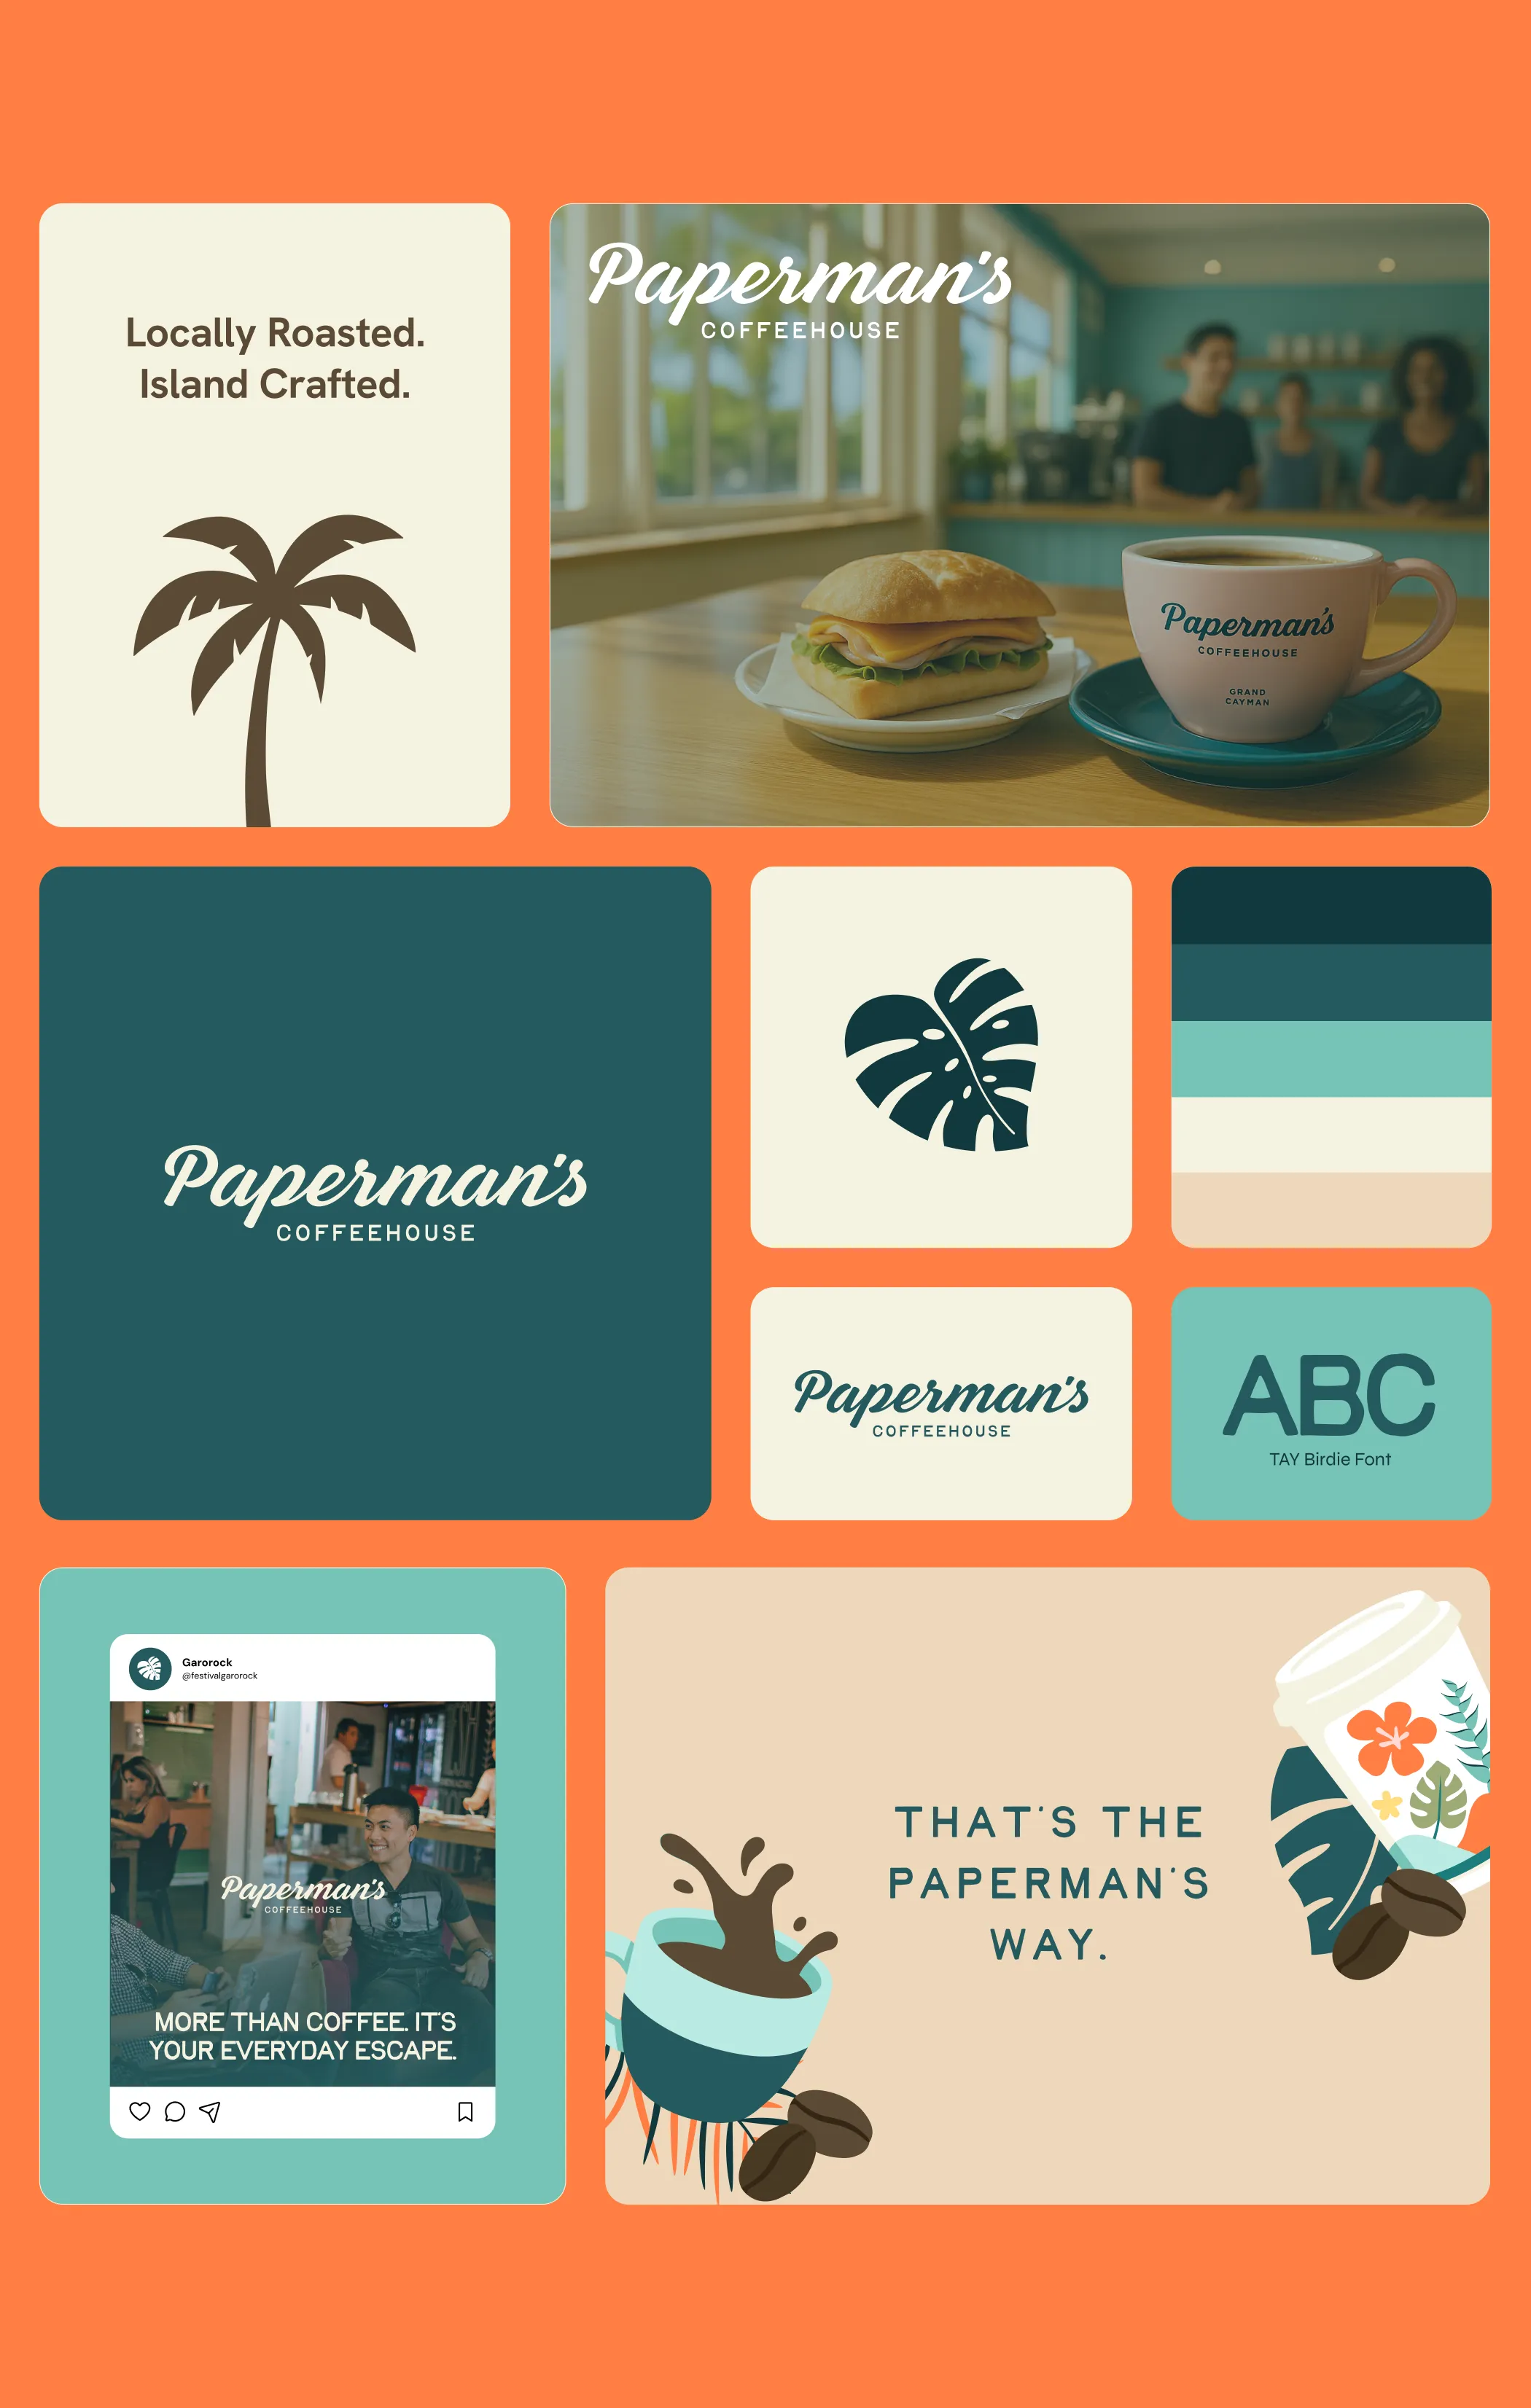 Locally Roasted.
Island Crafted.
Paperman's
COFFEEHOUSE
Paperman's
COFFEEHOUSE
GRAND
CAYMAN
Paperman's
COFFEEHOUSE
Paperman's
COFFEEHOUSE
ABC
TAY Birdie Font
Garorock
@festivalgarorock
Paperman's
COFFEEHOUSE
MORE THAN COFFEE. IT'S
YOUR EVERYDAY ESCAPE.
THAT'S THE
PAPERMAN'S
WAY.